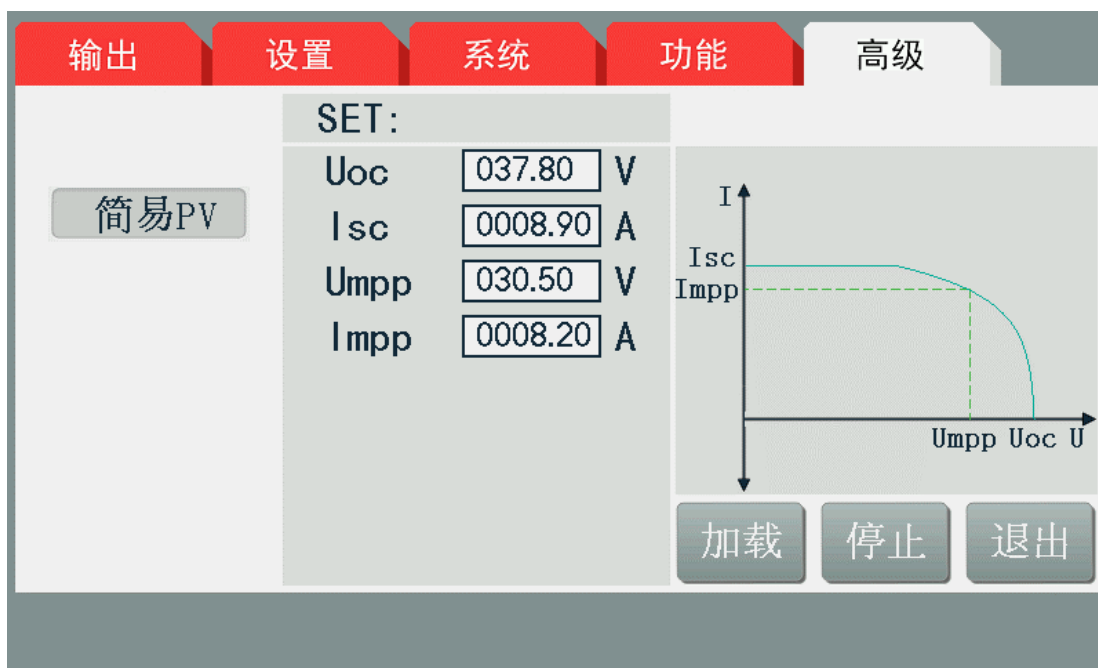 输出 设置 系统 功能 高级
SET:
Uoc 037.80 V
简易PV
Isc 0008.90 A
Umpp 030.50 V
Impp 0008.20 A
I
Isc
Impp
Umpp Uoc U
加载 停止 退出